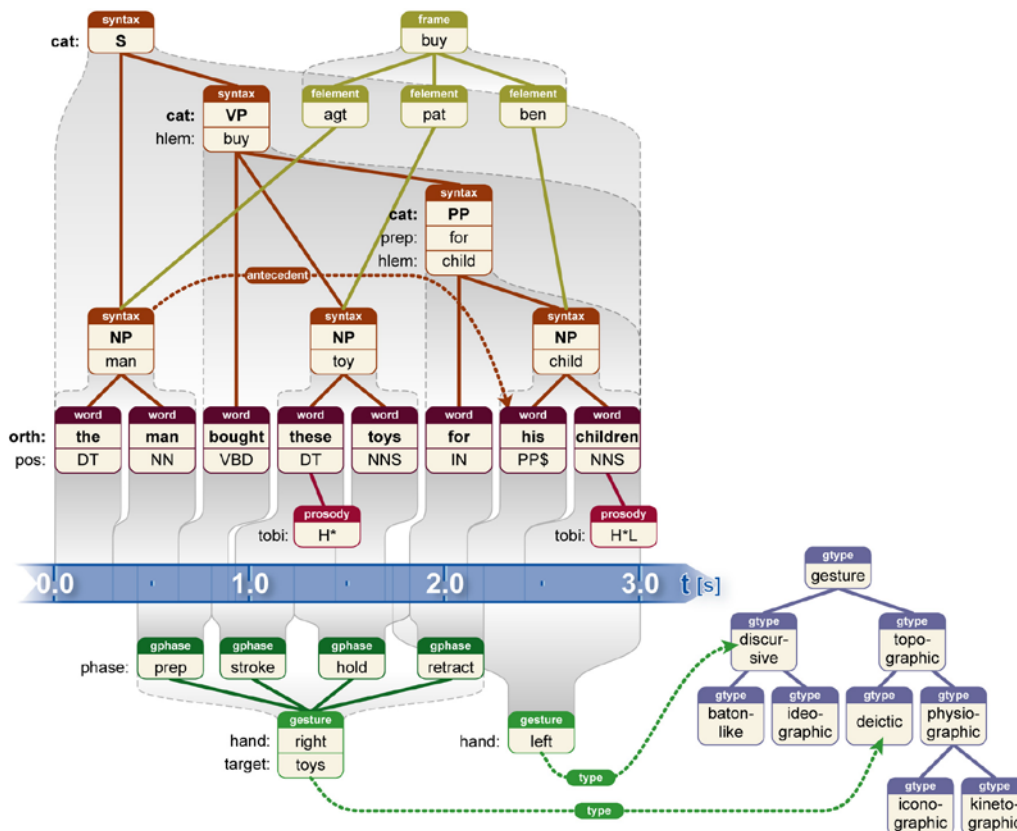 syntax frame
cat: S buy
syntax felement felement felement
cat: VP agt pat ben
hlem: buy
syntax
cat: PP
prep: for
hlem: child
antecedent
syntax syntax syntax
NP NP NP
man toy child
word word word word word word word word
orth: the man bought these toys for his children
pos: DT NN VBD DT NNS IN PP$ NNS
prosody prosody
tobi: H* tobi: H*L
0.0 1.0 2.0 3.0 t [s]
gtype
gesture
gphase gphase gphase gphase
phase: prep stroke hold retract
gtype gtype
discur- topo-
sive graphic
gtype gtype gtype gtype
baton- ideo- deictic physio-
like graphic graphic
gesture gesture
hand: right hand: left
target: toys
type
type
gtype gtype
icono- kineto-
graphic graphic